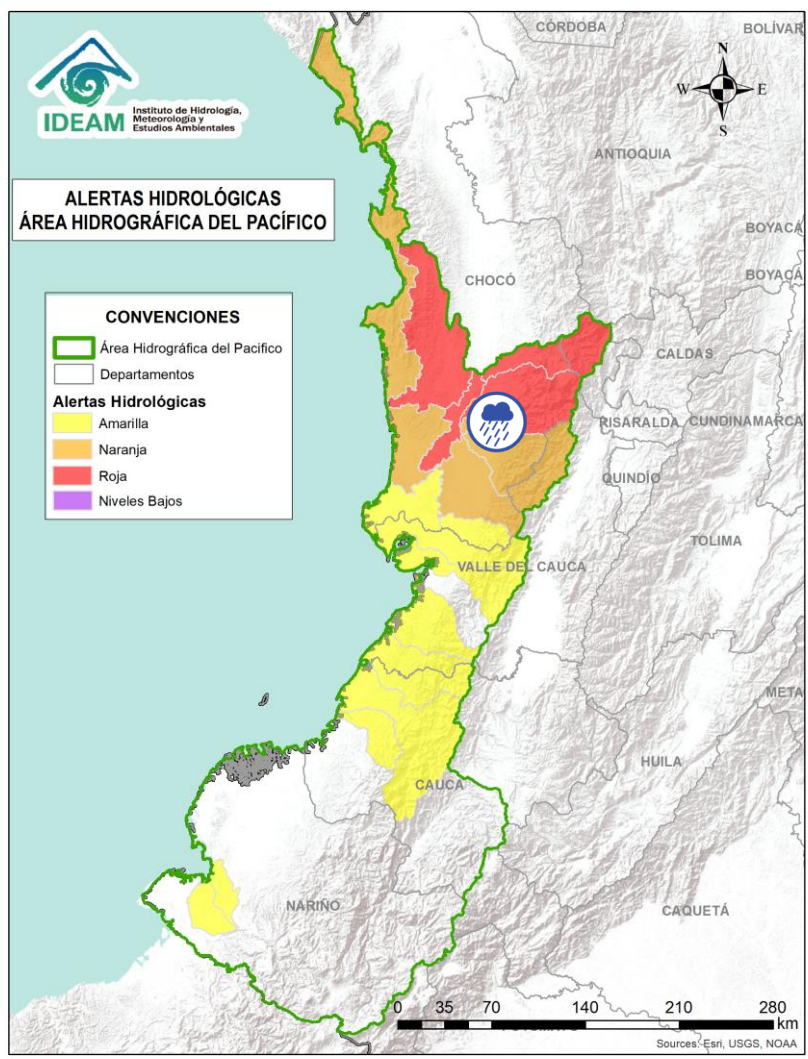 IDEAM
Instituto de Hidrología,
Meteorología y
Estudios Ambientales
ALERTAS HIDROLÓGICAS
ÁREA HIDROGRÁFICA DEL PACÍFICO
CONVENCIONES
Área Hidrográfica del Pacifico
Departamentos
Alertas Hidrológicas
Amarilla
Naranja
Roja
Niveles Bajos
N
W
E
S
CÓRDOBA
BOLÍVAR
ANTIOQUIA
BOYACÁ
BOYACÁ
CHOCÓ
CALDAS
RISARALDA
CUNDINAMARCA
QUINDÍO
TOLIMA
VALLE DEL CAUCA
META
HUILA
CAUCA
NARIÑO
CAQUETÁ
0 35 70 140 210 280
km
Sources: Esri, USGS, NOAA